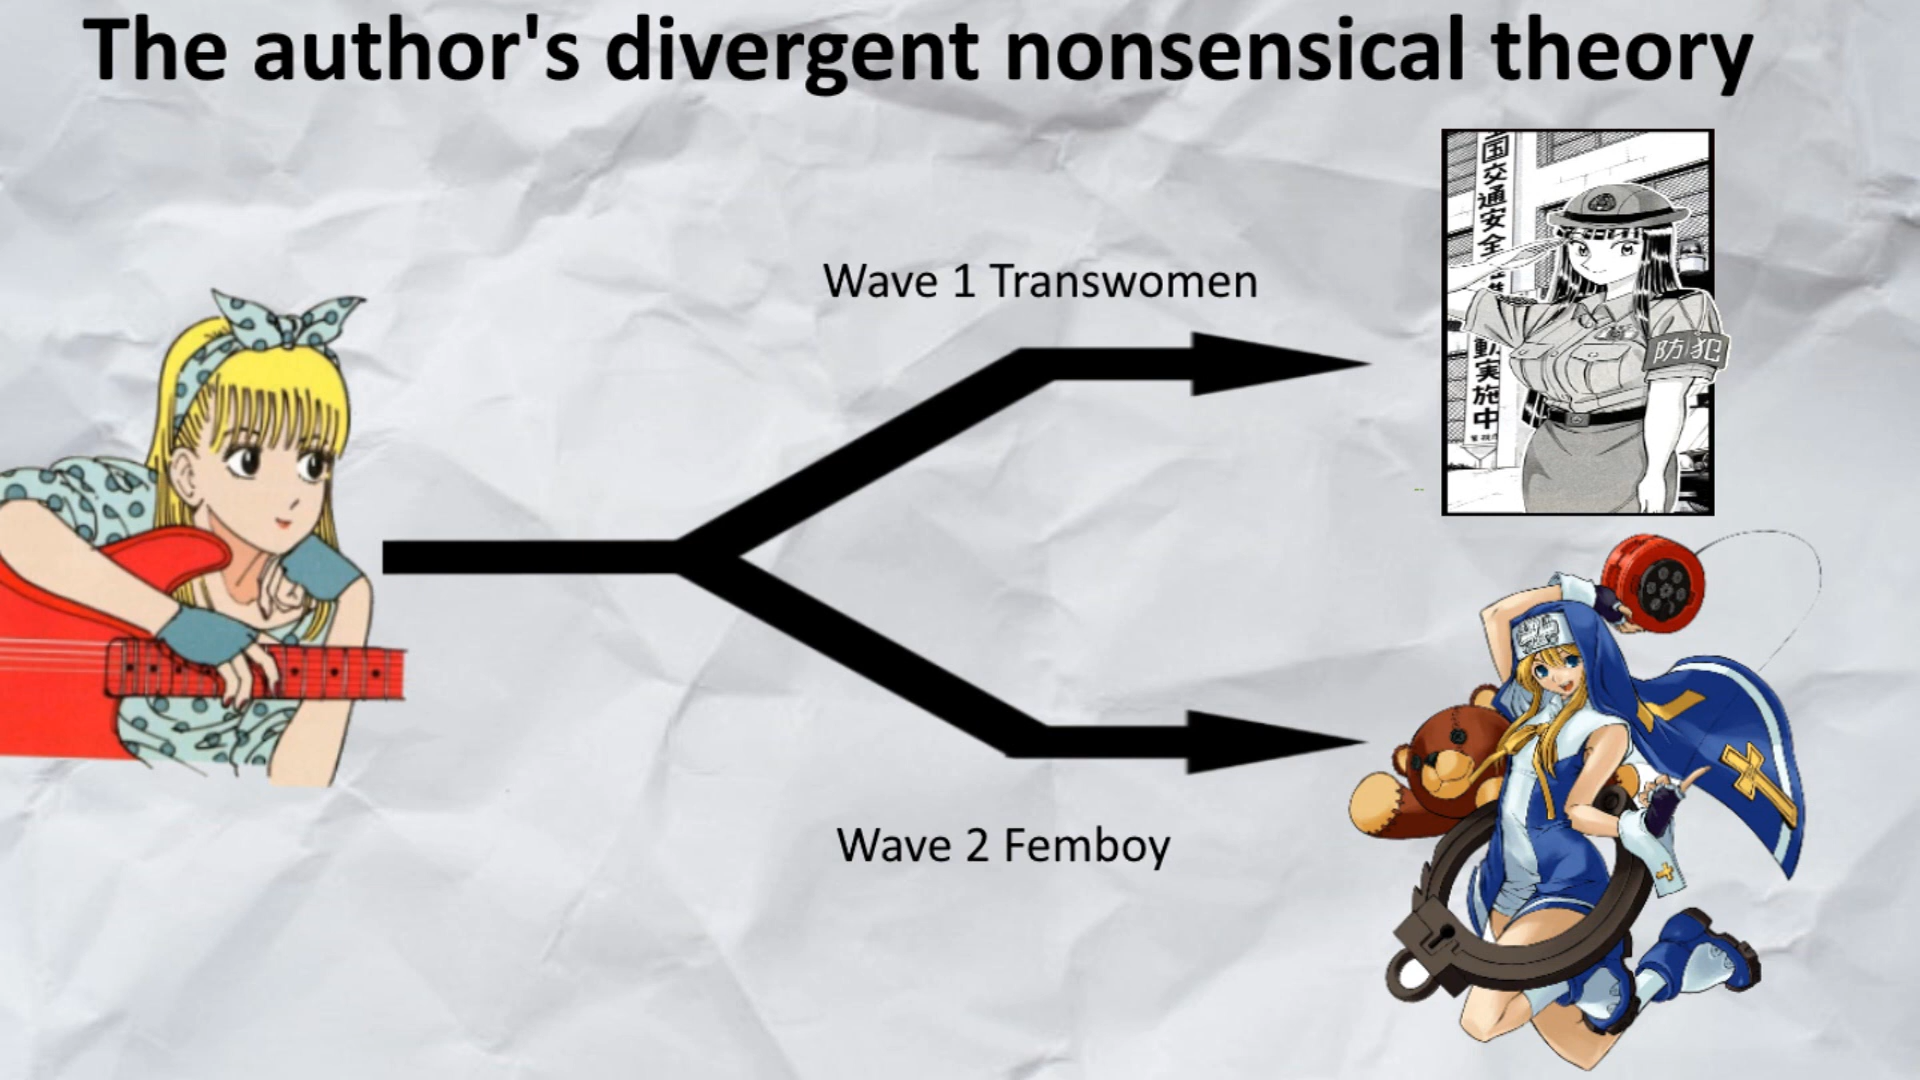 The author's divergent nonsensical theory
国交通安全
動実施中
防犯
Wave 1 Transwomen
Wave 2 Femboy